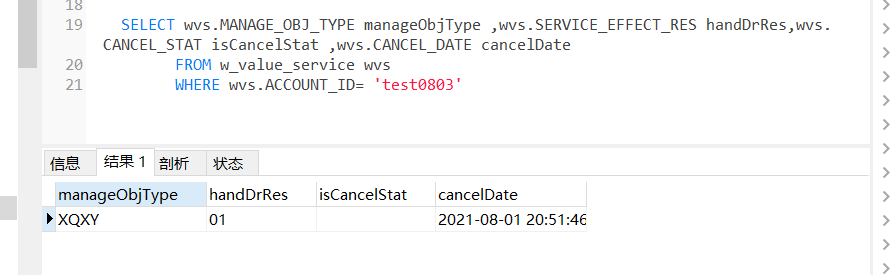 18
19 SELECT wvs.MANAGE_OBJ_TYPE manageObjType ,wvs.SERVICE_EFFECT_RES handDrRes,wvs.
CANCEL_STAT isCancelStat ,wvs.CANCEL_DATE cancelDate
20 FROM w_value_service wvs
21 WHERE wvs.ACCOUNT_ID= 'test0803'
信息 结果 1 剖析 状态
manageObjType handDrRes isCancelStat cancelDate
XQXY 01 2021-08-01 20:51:46